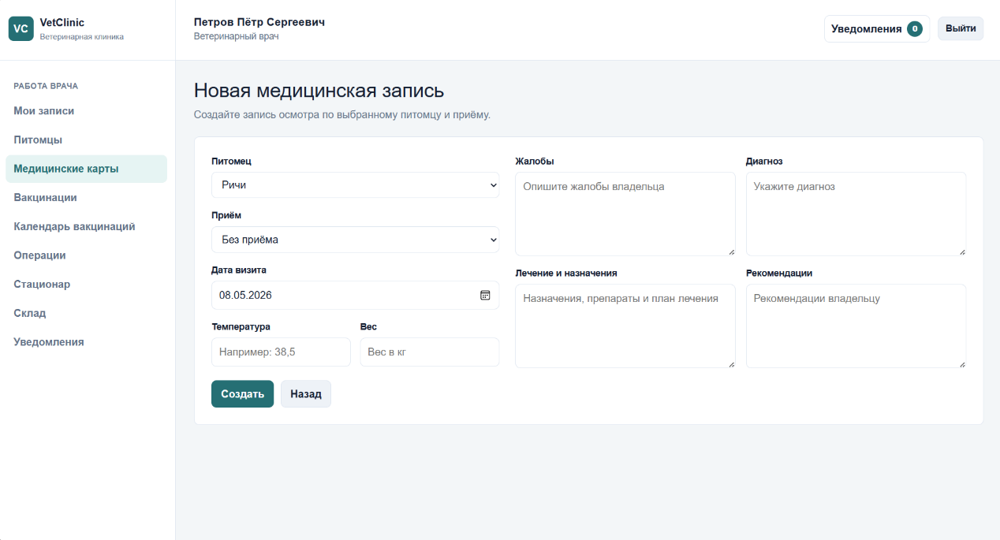 VC
VetClinic
Ветеринарная клиника
Петров Пётр Сергеевич
Ветеринарный врач
Уведомления 0
Выйти
РАБОТА ВРАЧА
Мои записи
Питомцы
Медицинские карты
Вакцинации
Календарь вакцинаций
Операции
Стационар
Склад
Уведомления
Новая медицинская запись
Создайте запись осмотра по выбранному питомцу и приёму.
Питомец
Ричи
Приём
Без приёма
Дата визита
08.05.2026
Температура
Например: 38,5
Вес
Вес в кг
Жалобы
Опишите жалобы владельца
Диагноз
Укажите диагноз
Лечение и назначения
Назначения, препараты и план лечения
Рекомендации
Рекомендации владельцу
Создать
Назад